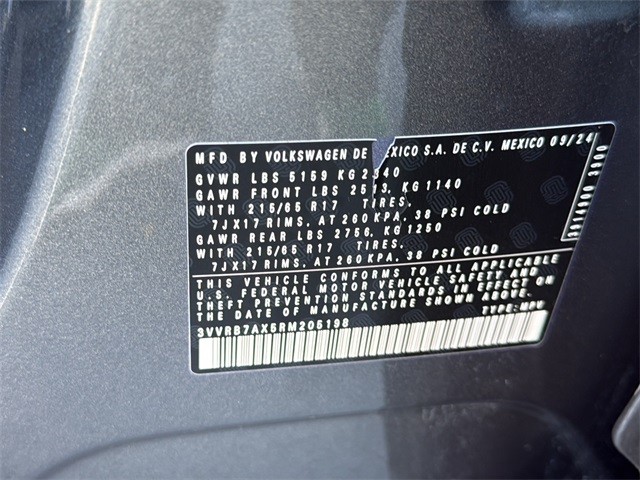 MFD BY VOLKSWAGEN DE EXICO S.A. DE C.V. MEXICO 09/24
GVWR LBS 5159 KG 2340
GAWR FRONT LBS 2513, KG 1140
WITH 215/65 R17 TIRES.
7JX17 RIMS, AT 260 KPA, 38 PSI COLD
GAWR REAR LBS 2756, KG 1250
WITH 215/65 R17 TIRES.
7JX17 RIMS, AT 260 KPA, 38 PSI COLD
THIS VEHICLE CONFORMS TO ALL APPLICABLE
U.S. FEDERAL MOTOR VEHICLE SAFETY AND
THEFT PREVENTION STANDARDS IN EFFECT ON
THE DATE OF MANUFACTURE SHOWN ABOVE.
3VVRB7AX5RM205198 TYPE: MPV